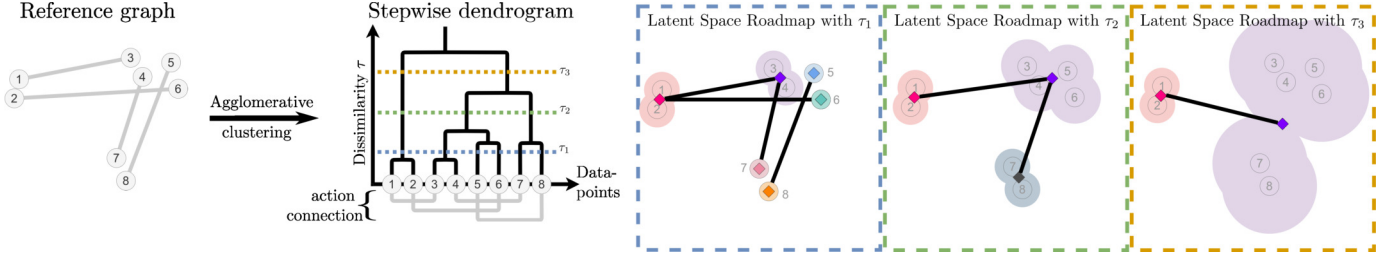 Reference graph
1
2
3
4
5
6
7
8
Agglomerative
clustering
Stepwise dendrogram
Dissimilarity τ
τ₃
τ₂
τ₁
1 2 3 4 5 6 7 8
Data-
points
action
connection
Latent Space Roadmap with τ₁
1
2
3
4
5
6
7
8
Latent Space Roadmap with τ₂
1
2
3
4
5
6
7
8
Latent Space Roadmap with τ₃
1
2
3
4
5
6
7
8